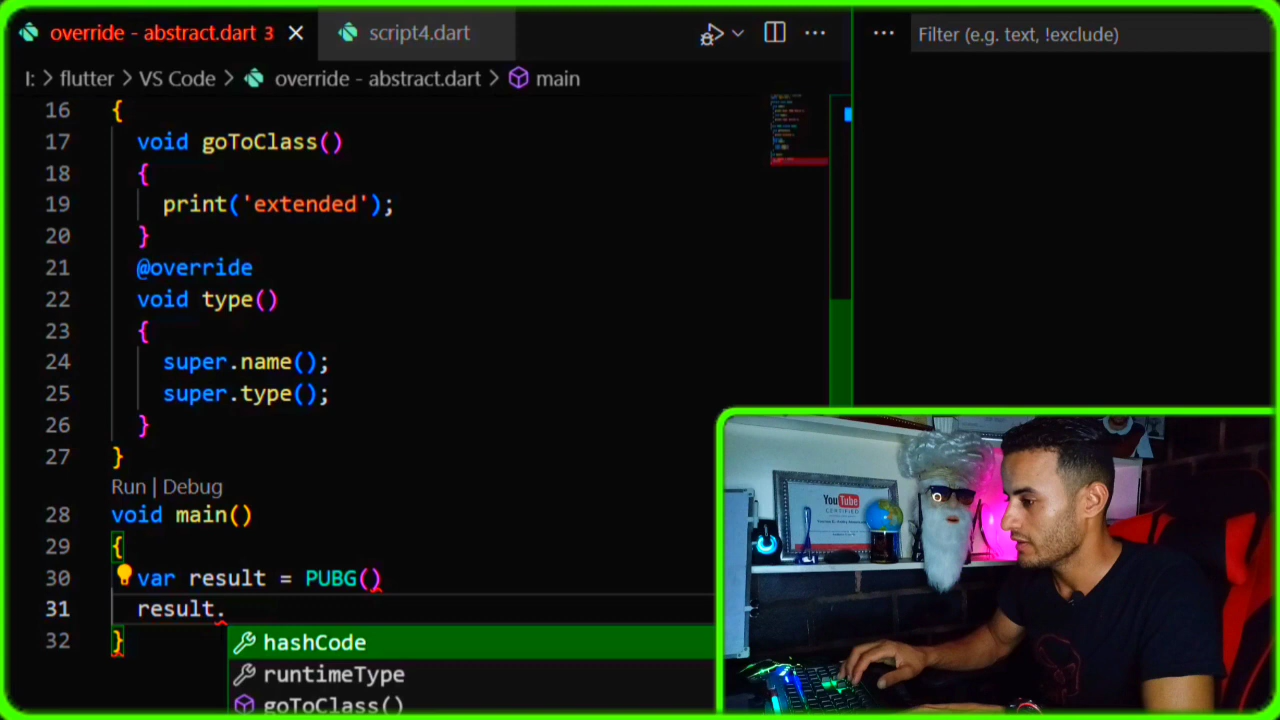 override - abstract.dart 3
script4.dart
Filter (e.g. text, !exclude)
I: > flutter > VS Code > override - abstract.dart > main
16 {
17 void goToClass()
18 {
19 print('extended');
20 }
21 @override
22 void type()
23 {
24 super.name();
25 super.type();
26 }
27 }
Run | Debug
28 void main()
29 {
30 var result = PUBG()
31 result.
32 }
hashCode
runtimeType
goToClass()
YouTube
CERTIFIED